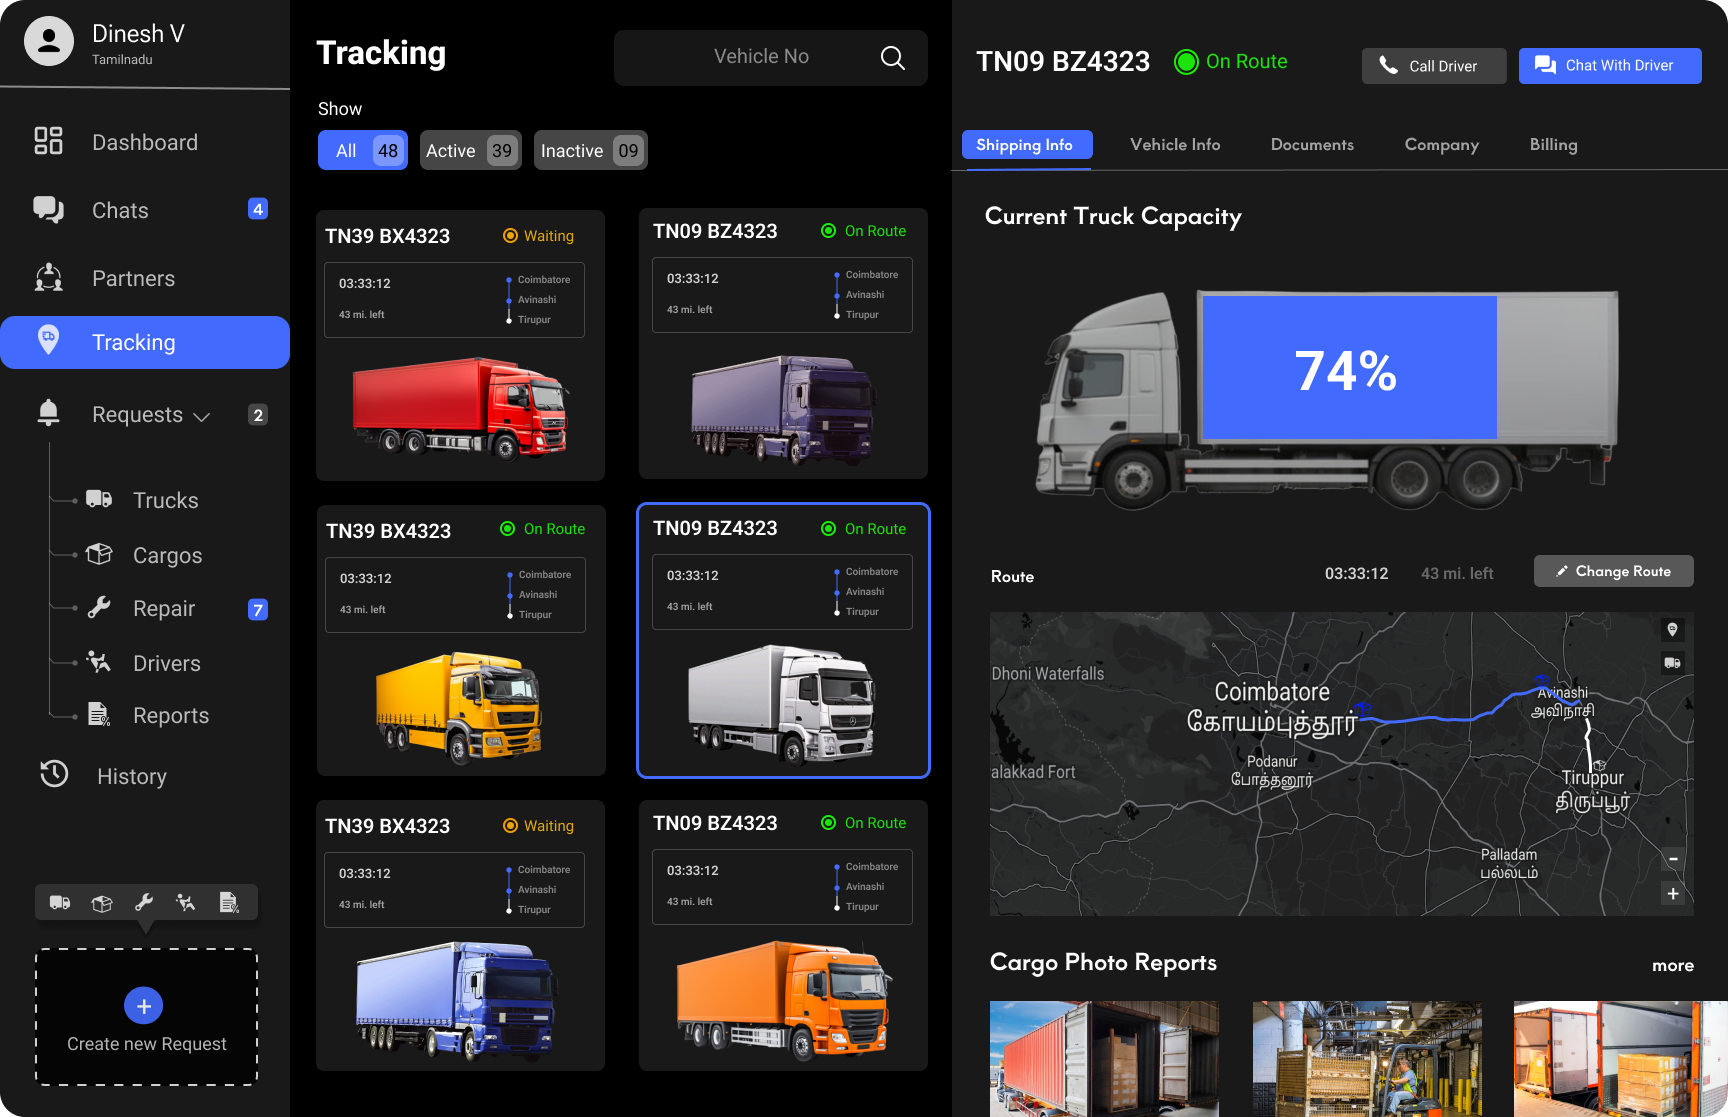 Dinesh V
Tamilnadu
Dashboard
Chats 4
Partners
Tracking
Requests 2
Trucks
Cargos
Repair 7
Drivers
Reports
History
Create new Request
Tracking
Vehicle No
Show
All 48
Active 39
Inactive 09
TN39 BX4323
Waiting
03:33:12
43 mi. left
Coimbatore
Avinashi
Tirupur
TN09 BZ4323
On Route
03:33:12
43 mi. left
Coimbatore
Avinashi
Tirupur
TN39 BX4323
On Route
03:33:12
43 mi. left
Coimbatore
Avinashi
Tirupur
TN09 BZ4323
On Route
03:33:12
43 mi. left
Coimbatore
Avinashi
Tirupur
TN39 BX4323
Waiting
03:33:12
43 mi. left
Coimbatore
Avinashi
Tirupur
TN09 BZ4323
On Route
03:33:12
43 mi. left
Coimbatore
Avinashi
Tirupur
TN09 BZ4323
On Route
Call Driver
Chat With Driver
Shipping Info
Vehicle Info
Documents
Company
Billing
Current Truck Capacity
74%
Route
03:33:12
43 mi. left
Change Route
Dhoni Waterfalls
Coimbatore
கோயம்புத்தூர்
Avinashi
அவிநாசி
alakkad Fort
Podanur
போத்தனூர்
Tiruppur
திருப்பூர்
Palladam
பல்லடம்
−
+
Cargo Photo Reports
more